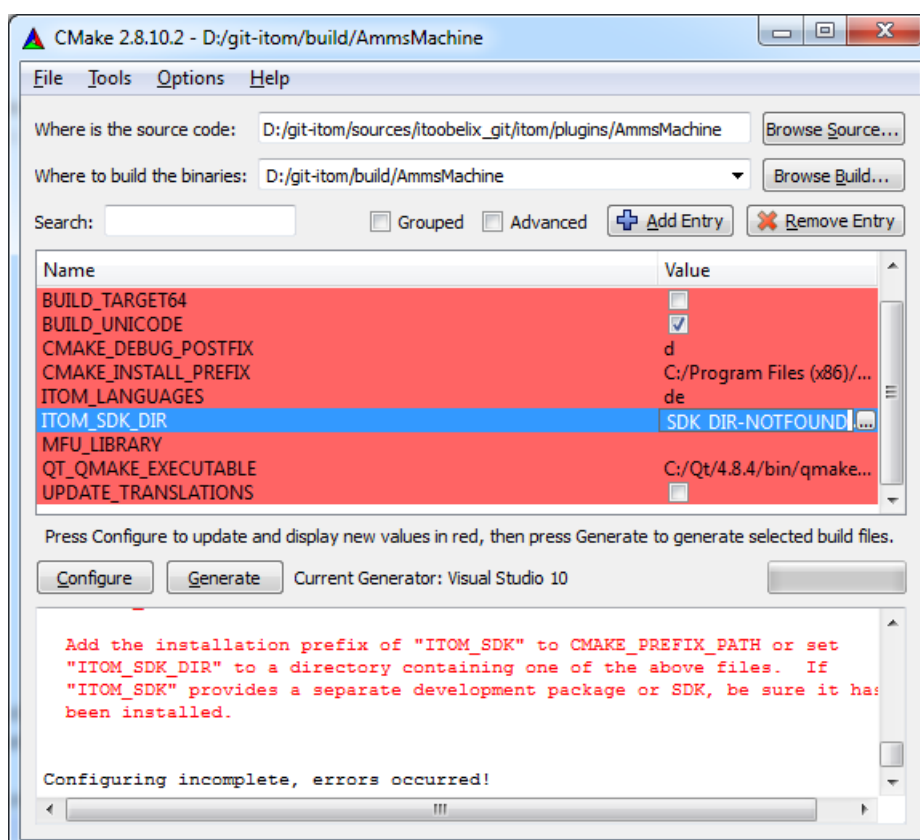 CMake 2.8.10.2 - D:/git-itom/build/AmmsMachine
File Tools Options Help
Where is the source code: D:/git-itom/sources/itoobelix_git/itom/plugins/AmmsMachine Browse Source...
Where to build the binaries: D:/git-itom/build/AmmsMachine Browse Build...
Search: Grouped Advanced Add Entry Remove Entry
Name Value
BUILD_TARGET64
BUILD_UNICODE
CMAKE_DEBUG_POSTFIX d
CMAKE_INSTALL_PREFIX C:/Program Files (x86)/...
ITOM_LANGUAGES de
ITOM_SDK_DIR SDK_DIR-NOTFOUND ...
MFU_LIBRARY
QT_QMAKE_EXECUTABLE C:/Qt/4.8.4/bin/qmake...
UPDATE_TRANSLATIONS
Press Configure to update and display new values in red, then press Generate to generate selected build files.
Configure Generate Current Generator: Visual Studio 10
Add the installation prefix of "ITOM_SDK" to CMAKE_PREFIX_PATH or set
"ITOM_SDK_DIR" to a directory containing one of the above files. If
"ITOM_SDK" provides a separate development package or SDK, be sure it has
been installed.
Configuring incomplete, errors occurred!